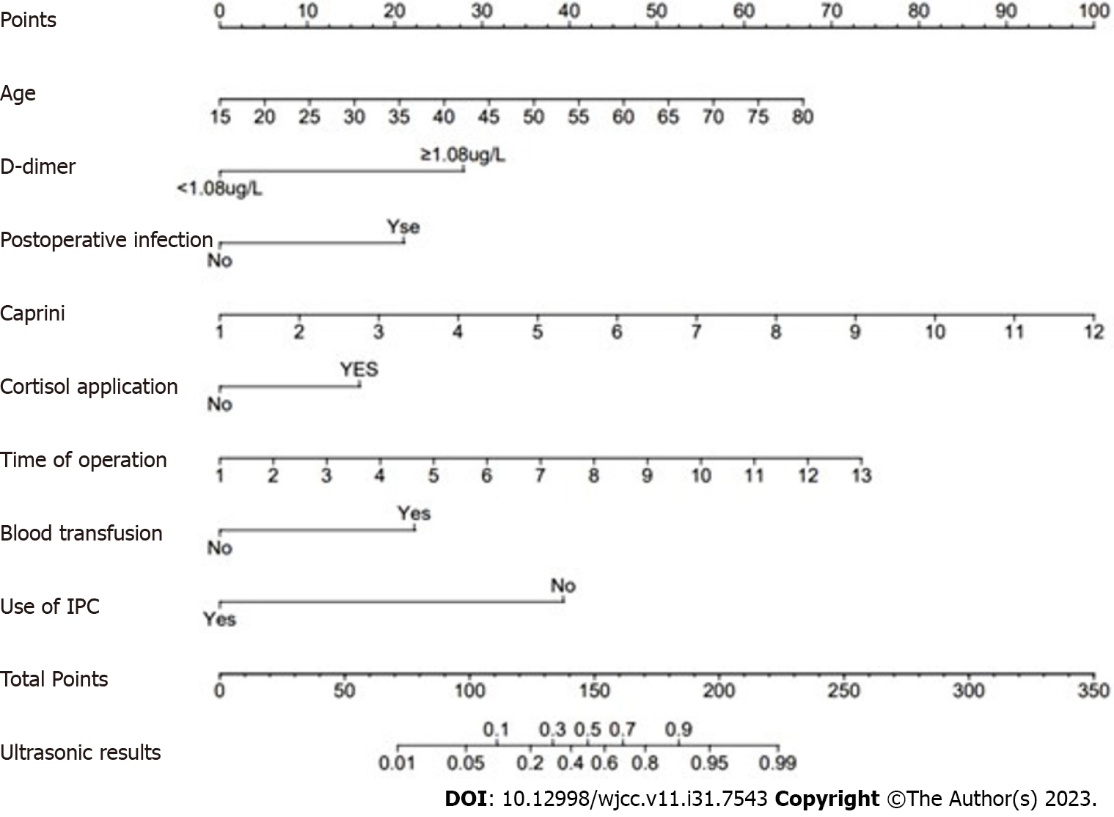 Points 0 10 20 30 40 50 60 70 80 90 100
Age
15 20 25 30 35 40 45 50 55 60 65 70 75 80
≥1.08ug/L
D-dimer
<1.08ug/L
Yse
Postoperative infection
No
Caprini
1 2 3 4 5 6 7 8 9 10 11 12
YES
Cortisol application
No
Time of operation
1 2 3 4 5 6 7 8 9 10 11 12 13
Yes
Blood transfusion
No
No
Use of IPC
Yes
Total Points
0 50 100 150 200 250 300 350
0.1 0.3 0.5 0.7 0.9
Ultrasonic results
0.01 0.05 0.2 0.4 0.6 0.8 0.95 0.99
DOI: 10.12998/wjcc.v11.i31.7543 Copyright ©The Author(s) 2023.